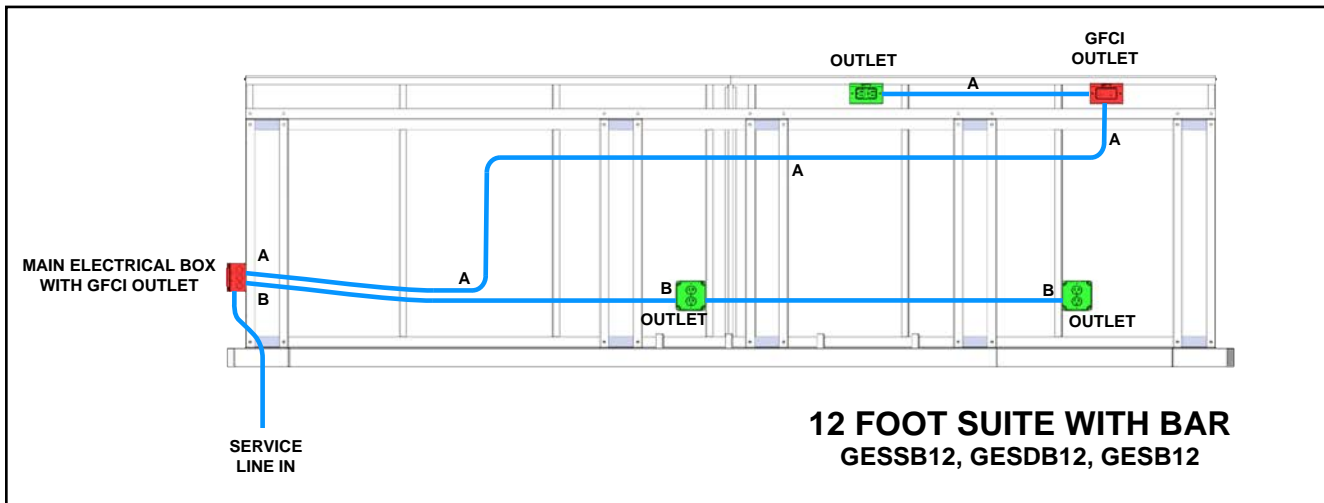 GFCI
OUTLET
OUTLET
A
A
A
MAIN ELECTRICAL BOX
WITH GFCI OUTLET
A
A
B
B
OUTLET
B
OUTLET
SERVICE
LINE IN
12 FOOT SUITE WITH BAR
GESSB12, GESDB12, GESB12